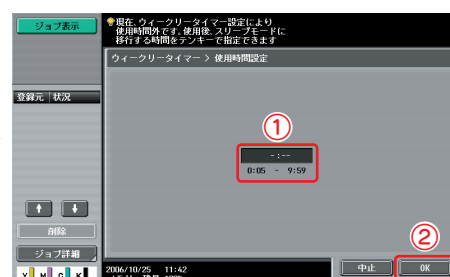 ジョブ表示
現在、ウィークリータイマー設定により
使用時間外です。使用後、スリープモードに
移行する時間をテンキーで指定できます
ウィークリータイマー > 使用時間設定
登録元 状況
①
-:--
0:05 - 9:59
↑ ↓
削除
②
ジョブ詳細
中止 OK
2006/10/25 11:42
Y M C K